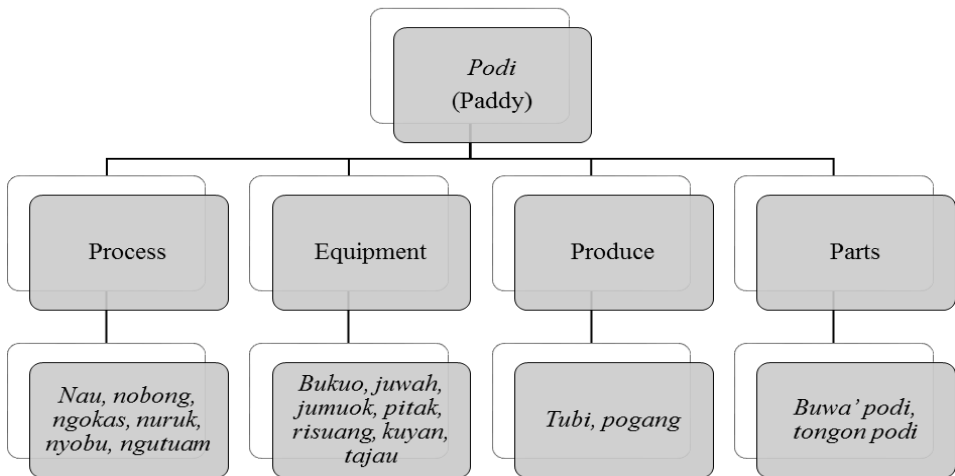 Podi
(Paddy)
Process
Equipment
Produce
Parts
Nau, nobong,
ngokas, nuruk,
nyobu, ngutuam
Bukuo, juwah,
jumuok, pitak,
risuang, kuyan,
tajau
Tubi, pogang
Buwa’ podi,
tongon podi